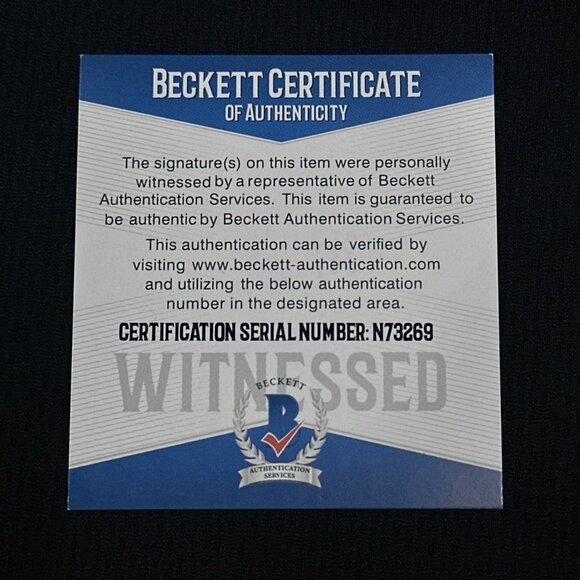 BECKETT CERTIFICATE
OF AUTHENTICITY
The signature(s) on this item were personally
witnessed by a representative of Beckett
Authentication Services. This item is guaranteed to
be authentic by Beckett Authentication Services.
This authentication can be verified by
visiting www.beckett-authentication.com
and utilizing the below authentication
number in the designated area.
CERTIFICATION SERIAL NUMBER: N73269
WITNESSED
BECKETT
B
AUTHENTICATION
SERVICES